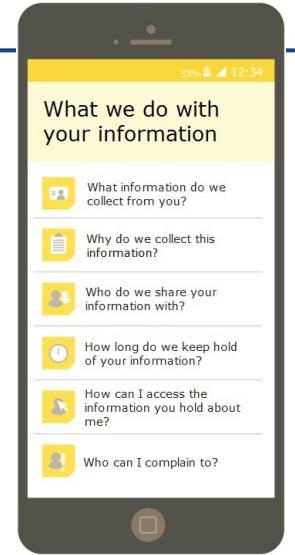 33% 12:34
What we do with
your information
What information do we
collect from you?
Why do we collect this
information?
Who do we share your
information with?
How long do we keep hold
of your information?
How can I access the
information you hold about
me?
Who can I complain to?